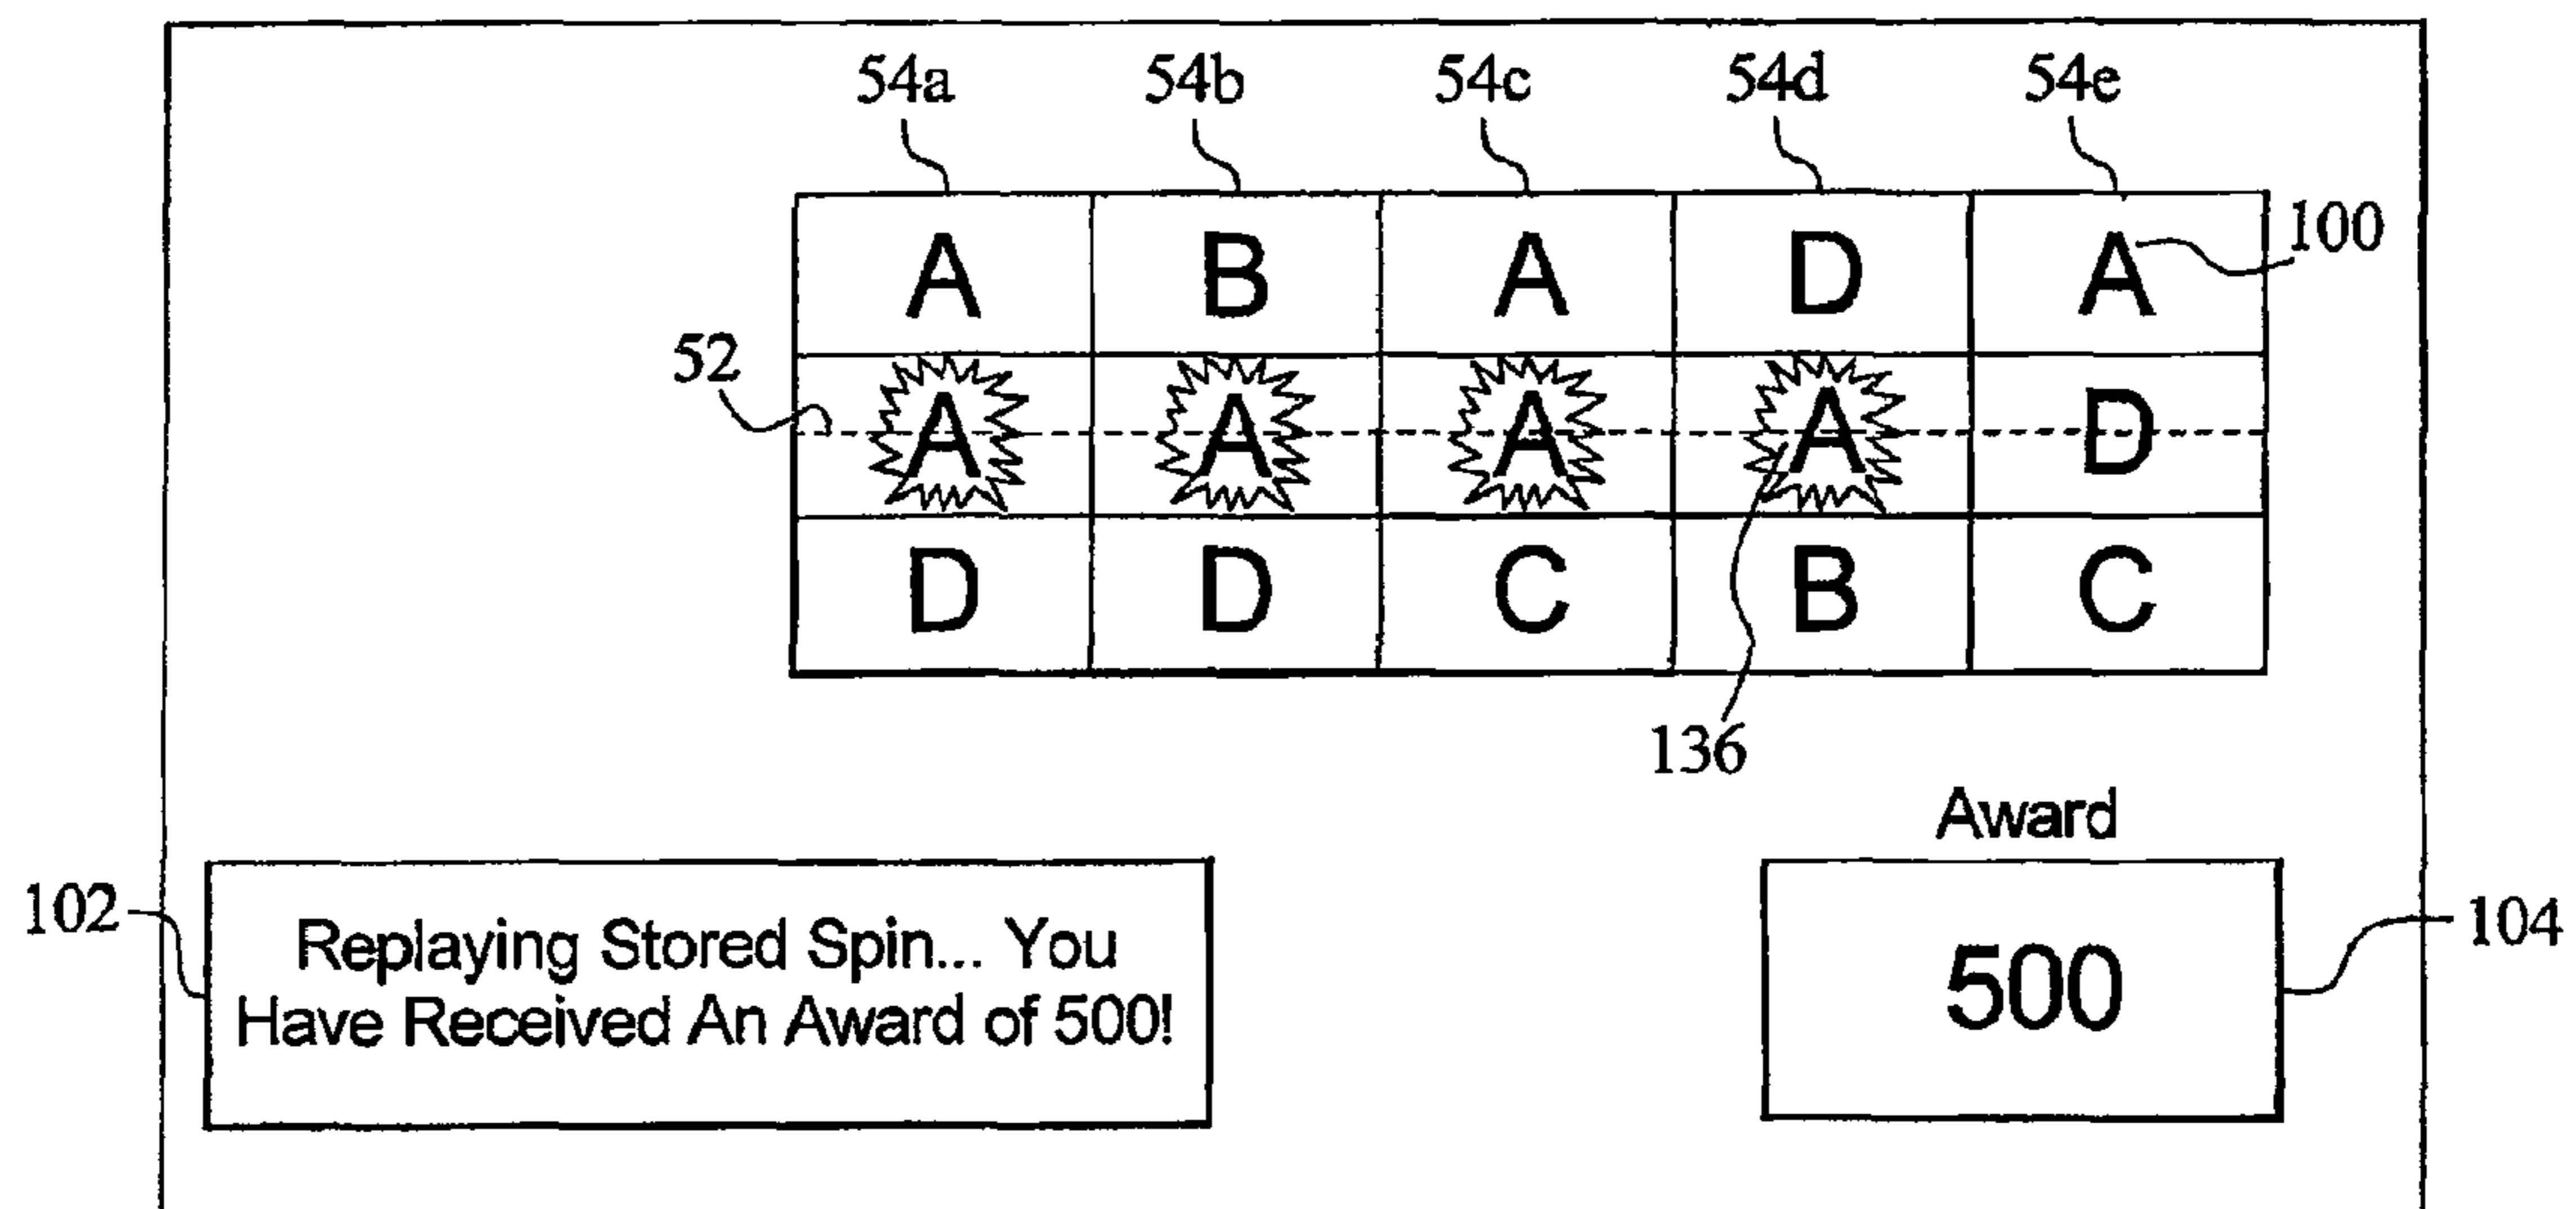 54a 54b 54c 54d 54e
A B A D A 100
52
A A A A D
D D C B C
136
Award
102
Replaying Stored Spin... You
Have Received An Award of 500!
500
104